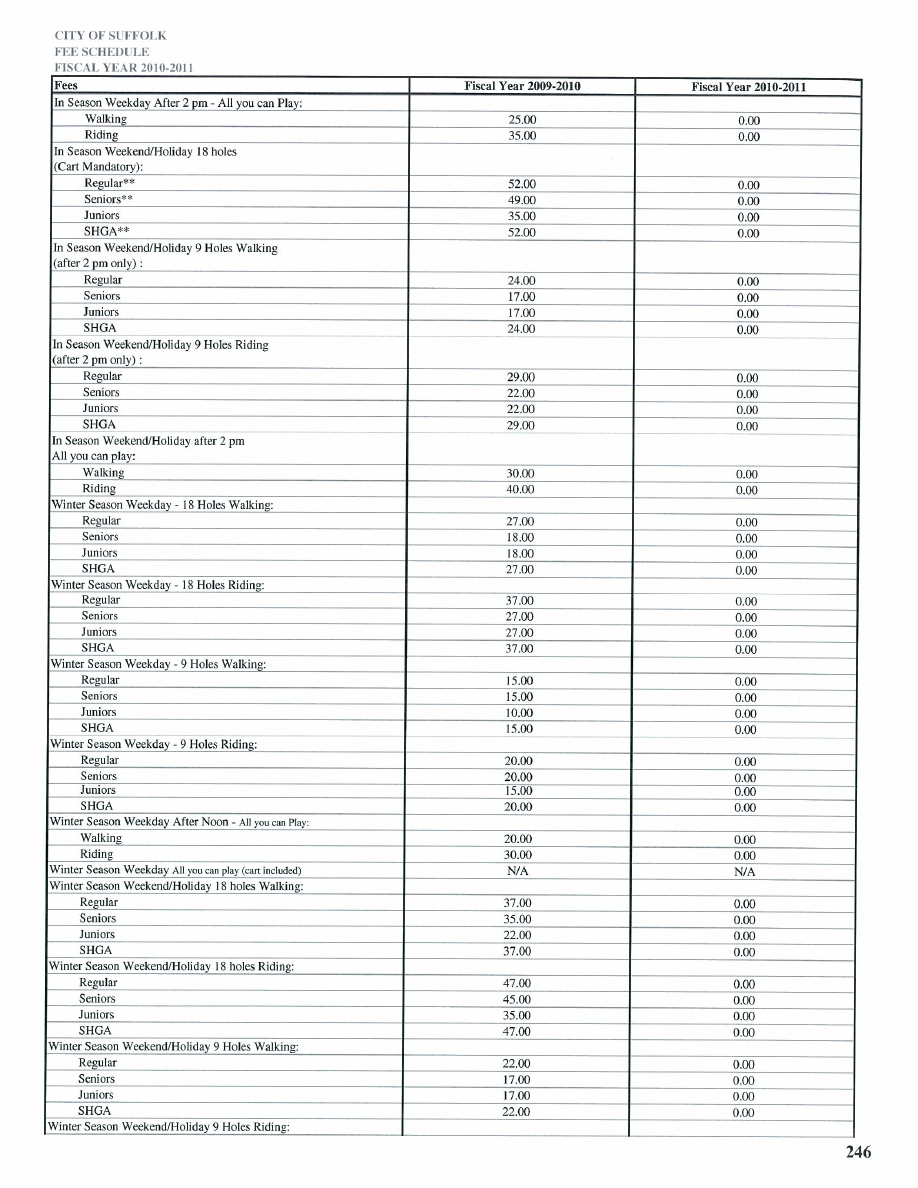 CITY OF SUFFOLK
FEE SCHEDULE
FISCAL YEAR 2010-2011
Fees Fiscal Year 2009-2010 Fiscal Year 2010-2011
In Season Weekday After 2 pm - All you can Play:
Walking 25.00 0.00
Riding 35.00 0.00
In Season Weekend/Holiday 18 holes
(Cart Mandatory):
Regular** 52.00 0.00
Seniors** 49.00 0.00
Juniors 35.00 0.00
SHGA** 52.00 0.00
In Season Weekend/Holiday 9 Holes Walking
(after 2 pm only) :
Regular 24.00 0.00
Seniors 17.00 0.00
Juniors 17.00 0.00
SHGA 24.00 0.00
In Season Weekend/Holiday 9 Holes Riding
(after 2 pm only) :
Regular 29.00 0.00
Seniors 22.00 0.00
Juniors 22.00 0.00
SHGA 29.00 0.00
In Season Weekend/Holiday after 2 pm
All you can play:
Walking 30.00 0.00
Riding 40.00 0.00
Winter Season Weekday - 18 Holes Walking:
Regular 27.00 0.00
Seniors 18.00 0.00
Juniors 18.00 0.00
SHGA 27.00 0.00
Winter Season Weekday - 18 Holes Riding:
Regular 37.00 0.00
Seniors 27.00 0.00
Juniors 27.00 0.00
SHGA 37.00 0.00
Winter Season Weekday - 9 Holes Walking:
Regular 15.00 0.00
Seniors 15.00 0.00
Juniors 10.00 0.00
SHGA 15.00 0.00
Winter Season Weekday - 9 Holes Riding:
Regular 20.00 0.00
Seniors 20.00 0.00
Juniors 15.00 0.00
SHGA 20.00 0.00
Winter Season Weekday After Noon - All you can Play:
Walking 20.00 0.00
Riding 30.00 0.00
Winter Season Weekday All you can play (cart included) N/A N/A
Winter Season Weekend/Holiday 18 holes Walking:
Regular 37.00 0.00
Seniors 35.00 0.00
Juniors 22.00 0.00
SHGA 37.00 0.00
Winter Season Weekend/Holiday 18 holes Riding:
Regular 47.00 0.00
Seniors 45.00 0.00
Juniors 35.00 0.00
SHGA 47.00 0.00
Winter Season Weekend/Holiday 9 Holes Walking:
Regular 22.00 0.00
Seniors 17.00 0.00
Juniors 17.00 0.00
SHGA 22.00 0.00
Winter Season Weekend/Holiday 9 Holes Riding:
246